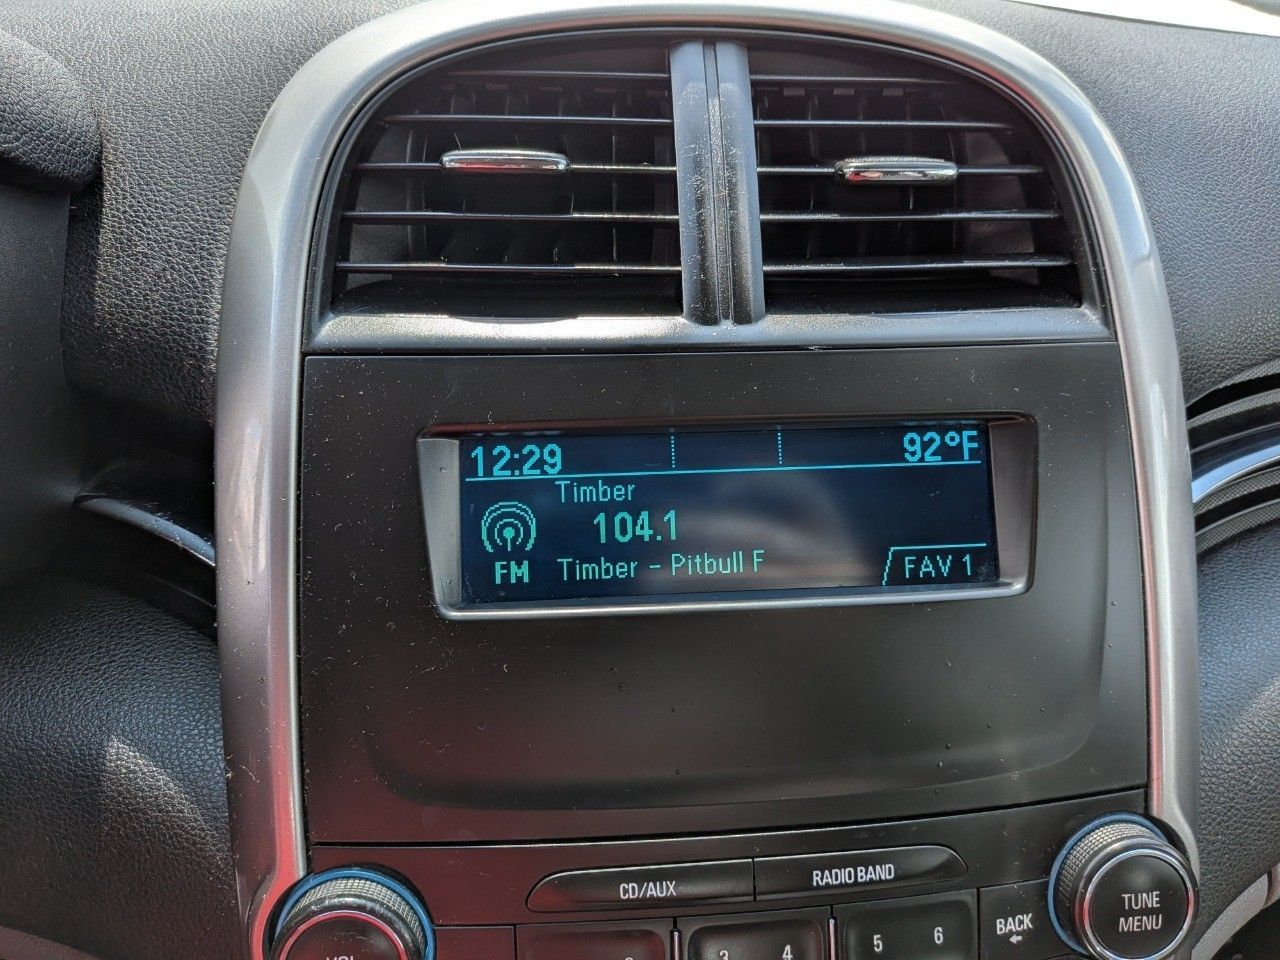 12:29 92°F
Timber
104.1
FM Timber - Pitbull F FAV 1
CD/AUX RADIO BAND
VOL 3 4 5 6 BACK TUNE
MENU